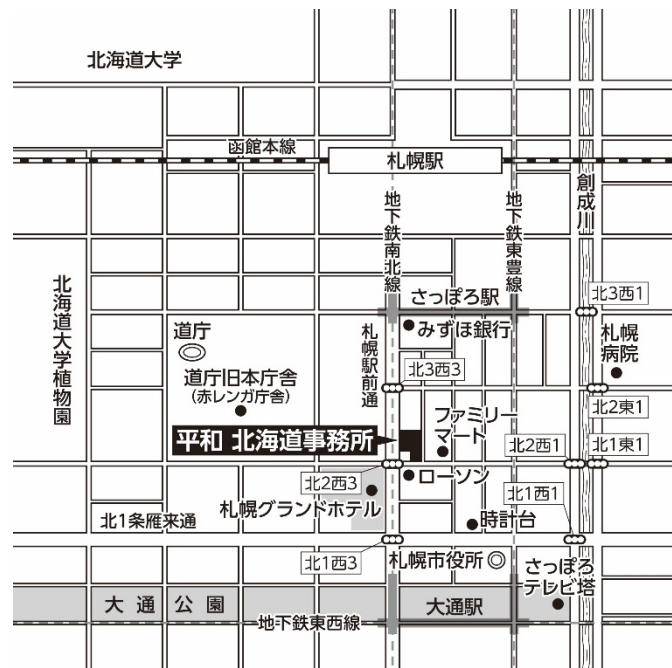 北海道大学
函館本線
札幌駅
創成川
地下鉄南北線
地下鉄東豊線
北海道大学植物園
さっぽろ駅
北3西1
道庁
札幌駅前通
みずほ銀行
札幌
病院
道庁旧本庁舎
(赤レンガ庁舎)
北3西3
ファミリー
マート
北2東1
平和 北海道事務所
北2西1
北1東1
北2西3
ローソン
札幌グランドホテル
北1西1
北1条雁来通
時計台
北1西3
札幌市役所
さっぽろ
テレビ塔
大通公園
大通駅
地下鉄東西線